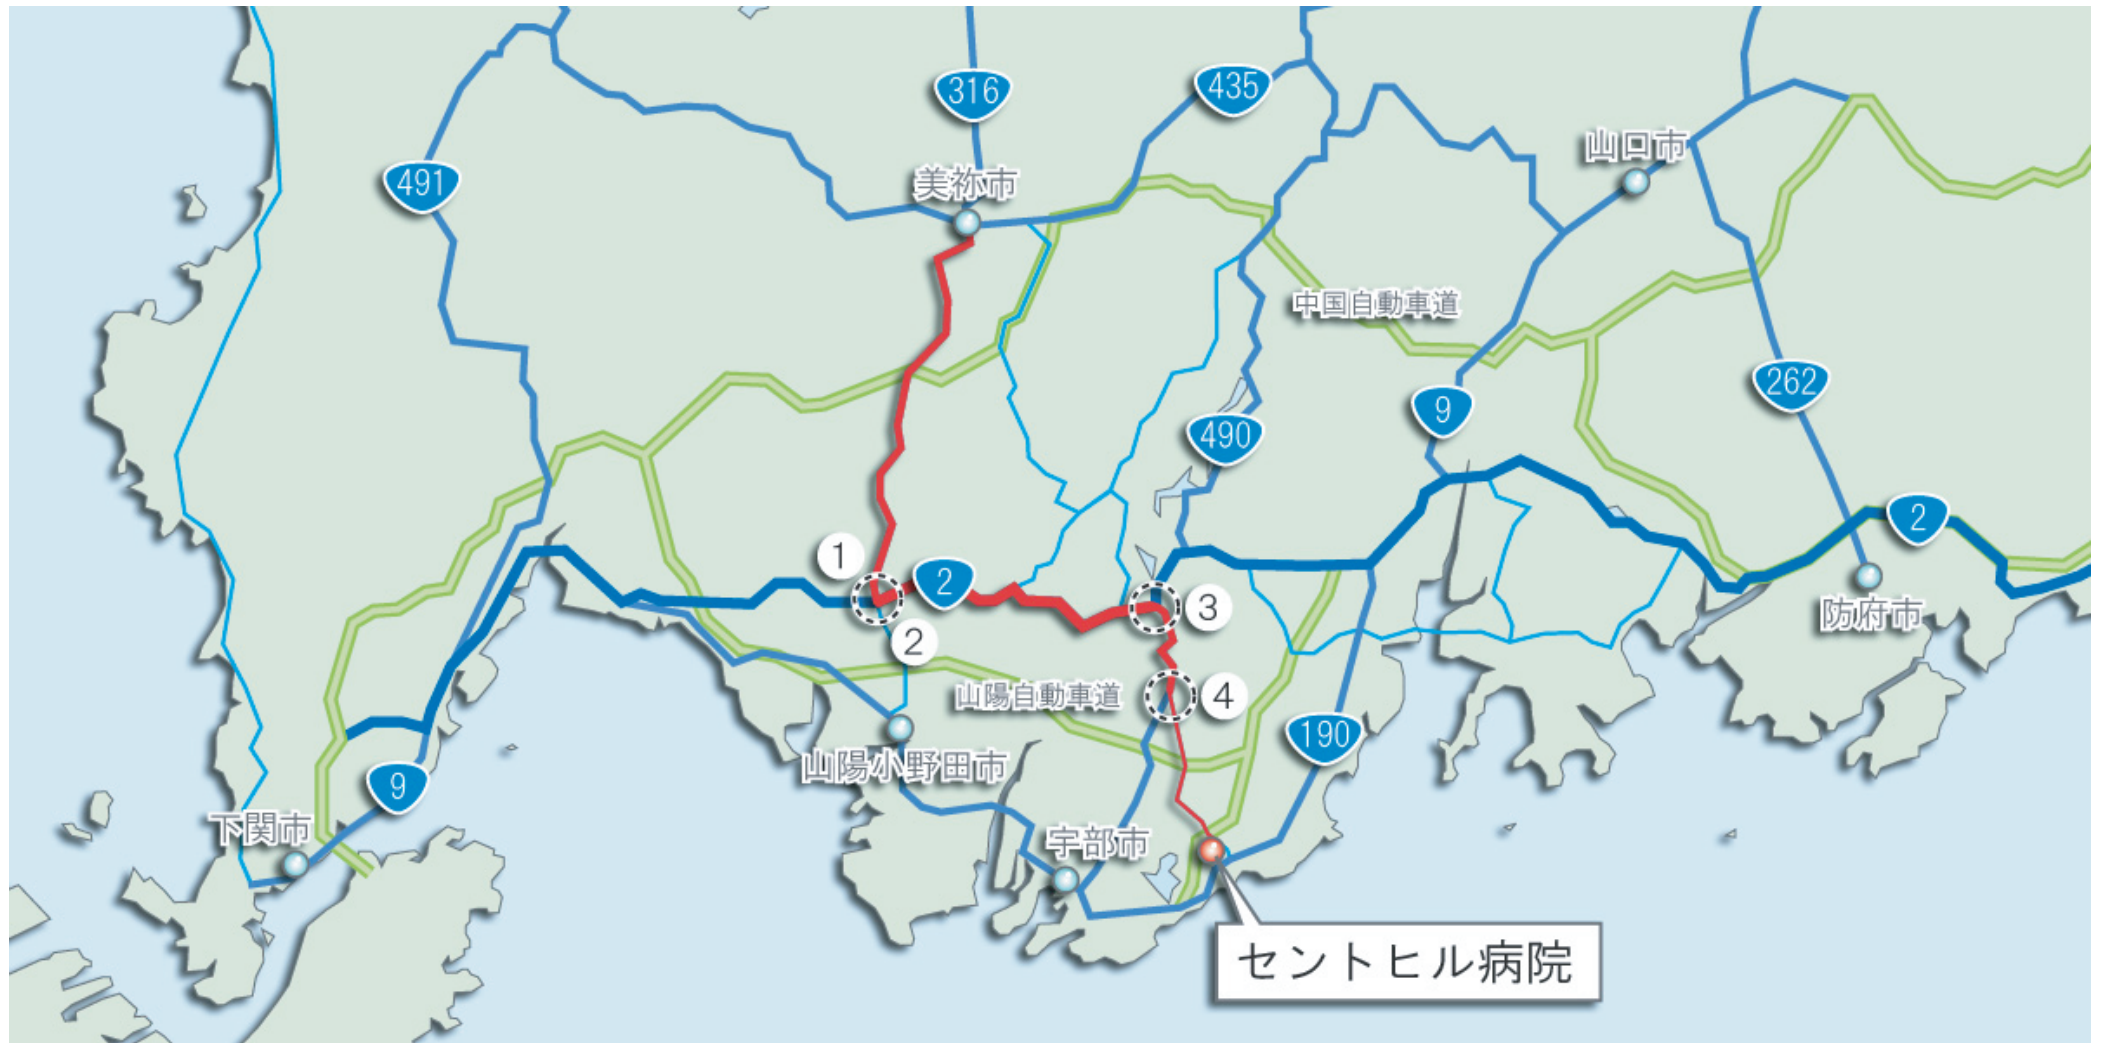 316
435
山口市
491
美祢市
中国自動車道
262
9
490
2
1
2
3
防府市
2
4
山陽自動車道
190
山陽小野田市
9
下関市
宇部市
セントヒル病院